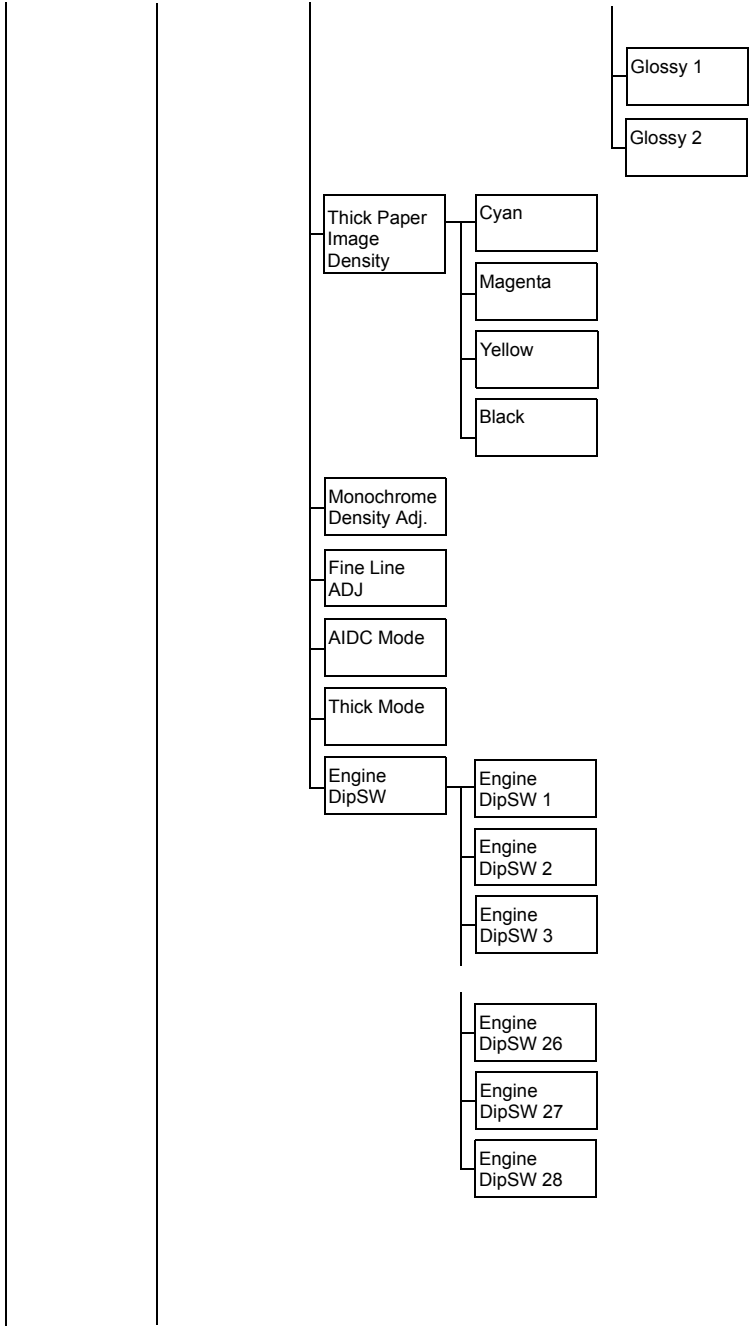 Glossy 1
Glossy 2
Thick Paper
Image
Density
Cyan
Magenta
Yellow
Black
Monochrome
Density Adj.
Fine Line
ADJ
AIDC Mode
Thick Mode
Engine
DipSW
Engine
DipSW 1
Engine
DipSW 2
Engine
DipSW 3
Engine
DipSW 26
Engine
DipSW 27
Engine
DipSW 28